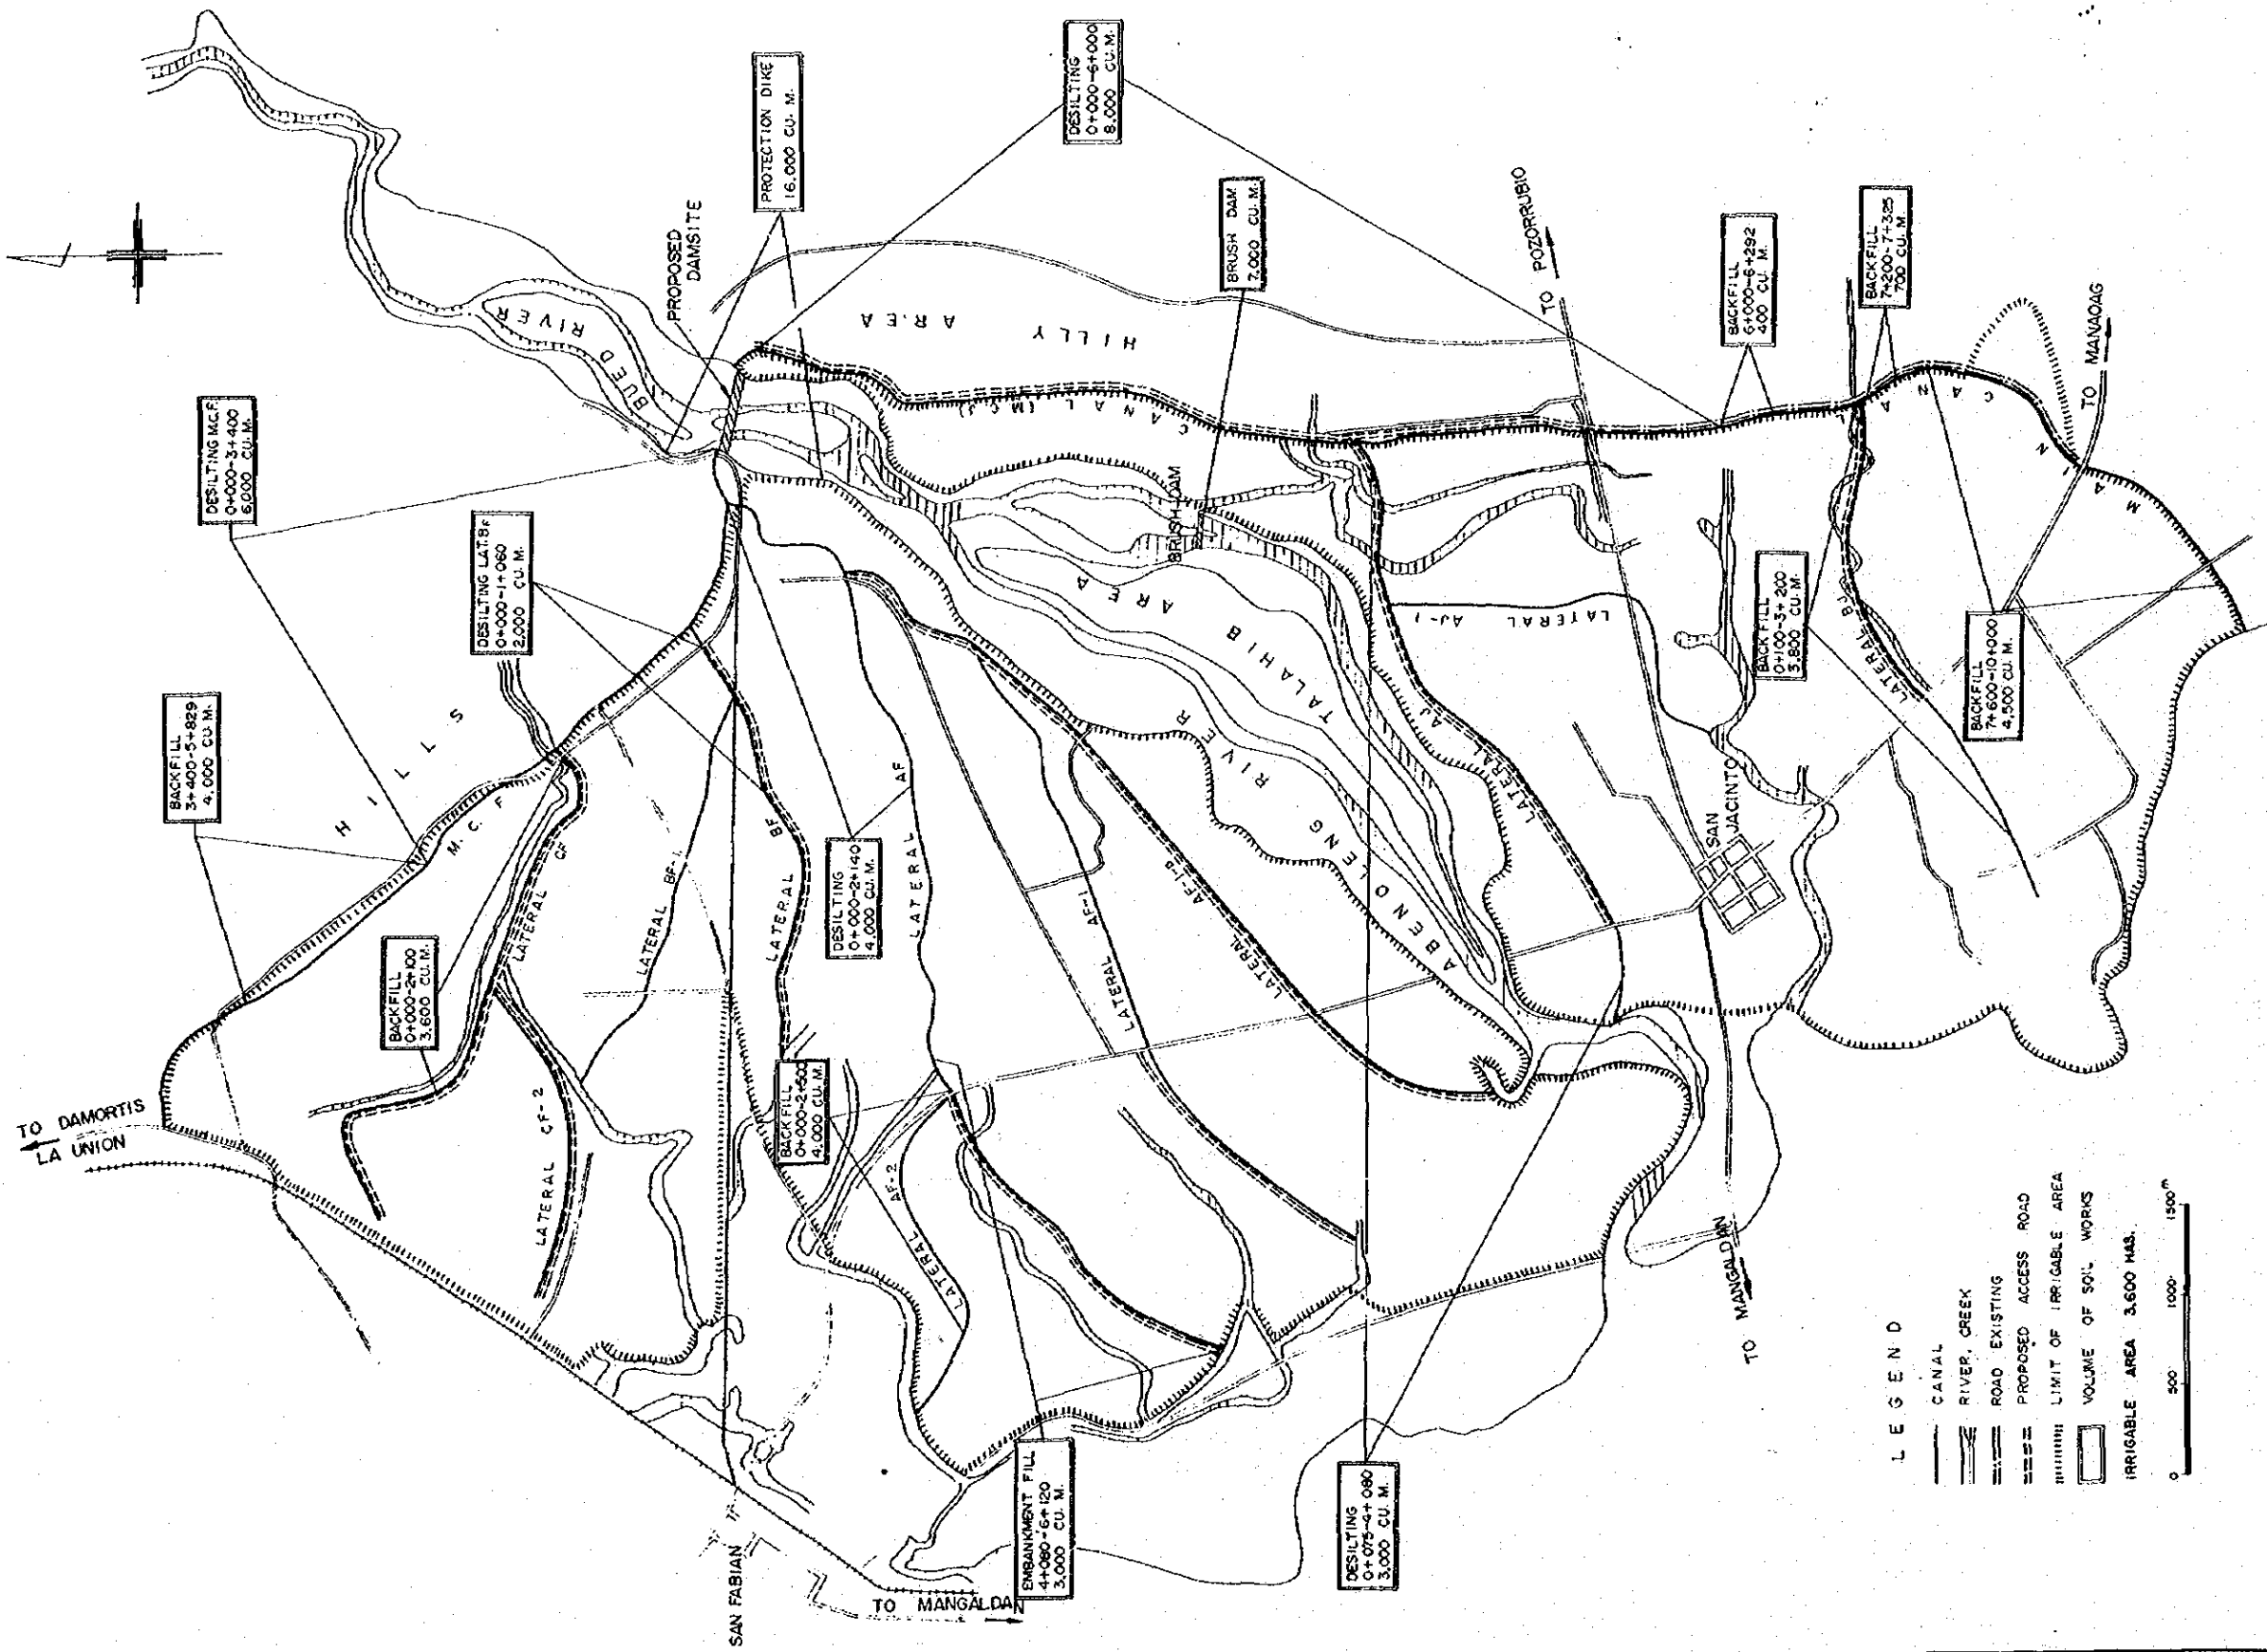 DESILTING
0+000-6+000
8.000 CU. M.
PROTECTION DIKE
16.000 CU. M.
BUED RIVER
PROPOSED
DAMSITE
HILLY AREA
BRUSH DAM
7.000 CU. M.
TO POZORRUBIO
BACKFILL
6+000-6+292
400 CU. M.
BACKFILL
7+200-7+325
700 CU. M.
TO MANAOAG
MAIN CANAL
CANAL (MCJ)
DESILTING M.C.F.
0+000-3+400
6,000 CU. M.
DESILTING LAT. BF
0+000-1+060
2.000 CU. M.
BACKFILL
3+400-5+829
4,000 CU. M.
HILLS
M. C. F
LATERAL CF
LATERAL BF-1
LATERAL BF
DESILTING
0+000-2+140
4.000 CU. M.
LATERAL AF
LATERAL AF-1
LATERAL AF-1-B
BRUSH DAM
TALAHIB AREA
ABENDLENG RIVER
LATERAL AJ
LATERAL AJ-1
BACK FILL
0+100-3+200
3.800 CU. M.
LATERAL BJ
BACKFILL
7+600-10+000
4,500 CU. M.
SAN
JACINTO
BACKFILL
0+000-2+100
3.600 CU. M.
TO DAMORTIS
LA UNION
LATERAL CF-2
BACKFILL
0+000-2+500
4.000 CU. M.
LATERAL AF-2
SAN FABIAN
TO MANGALDAN
EMBANKMENT FILL
4+080-6+120
3.000 CU. M.
DESILTING
0+075-4+080
3,000 CU. M.
TO MANGALDAN
LEGEND
CANAL
RIVER, CREEK
ROAD EXISTING
PROPOSED ACCESS ROAD
LIMIT OF IRRIGABLE AREA
VOLUME OF SOIL WORKS
IRRIGABLE AREA 3.600 HAS.
0 500 1000 1500 m